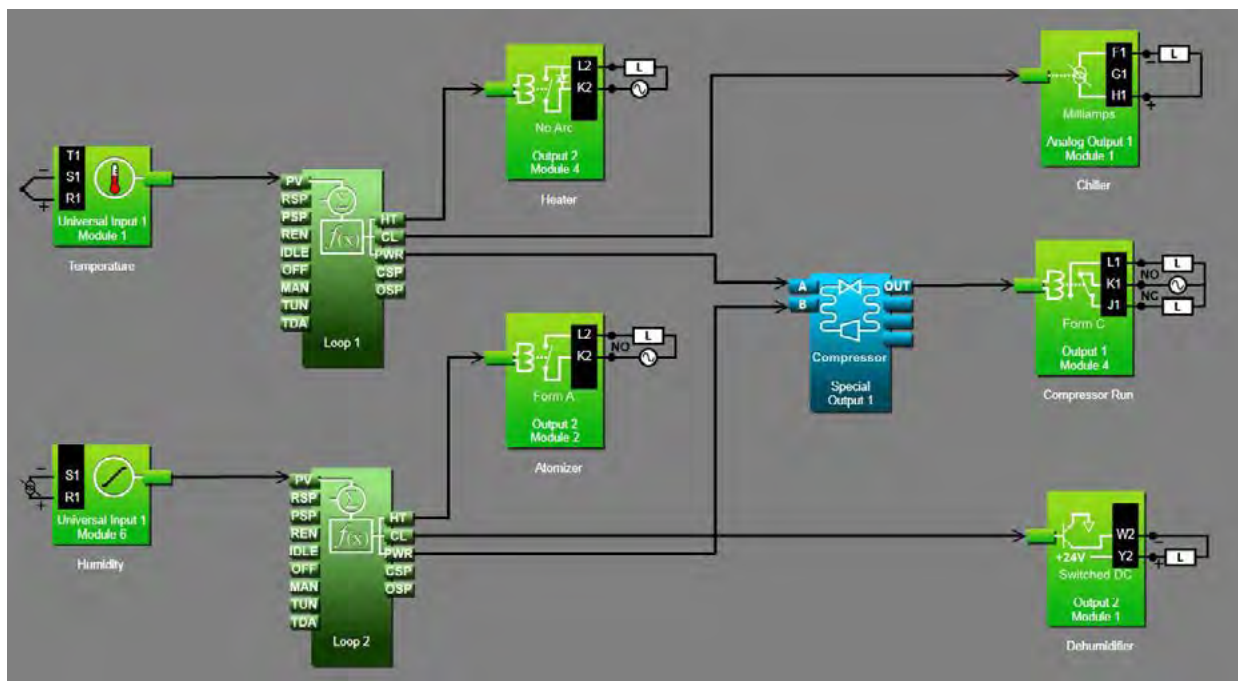 T1
S1
R1
−
+
Universal Input 1
Module 1
Temperature
PV
RSP
PSP
REN
IDLE
OFF
MAN
TUN
TDA
Σ
f(x)
HT
CL
PWR
CSP
OSP
Loop 1
L2
K2
L
No Arc
Output 2
Module 4
Heater
F1
G1
H1
L
−
+
Milliamps
Analog Output 1
Module 1
Chiller
A
B
OUT
Compressor
Special
Output 1
L1
K1
J1
L
NO
NC
L
Form C
Output 1
Module 4
Compressor Run
L2
K2
NO
L
Form A
Output 2
Module 2
Atomizer
S1
R1
−
+
Universal Input 1
Module 6
Humidity
PV
RSP
PSP
REN
IDLE
OFF
MAN
TUN
TDA
Σ
f(x)
HT
CL
PWR
CSP
OSP
Loop 2
W2
Y2
−
+
L
+24V
Switched DC
Output 2
Module 1
Dehumidifier